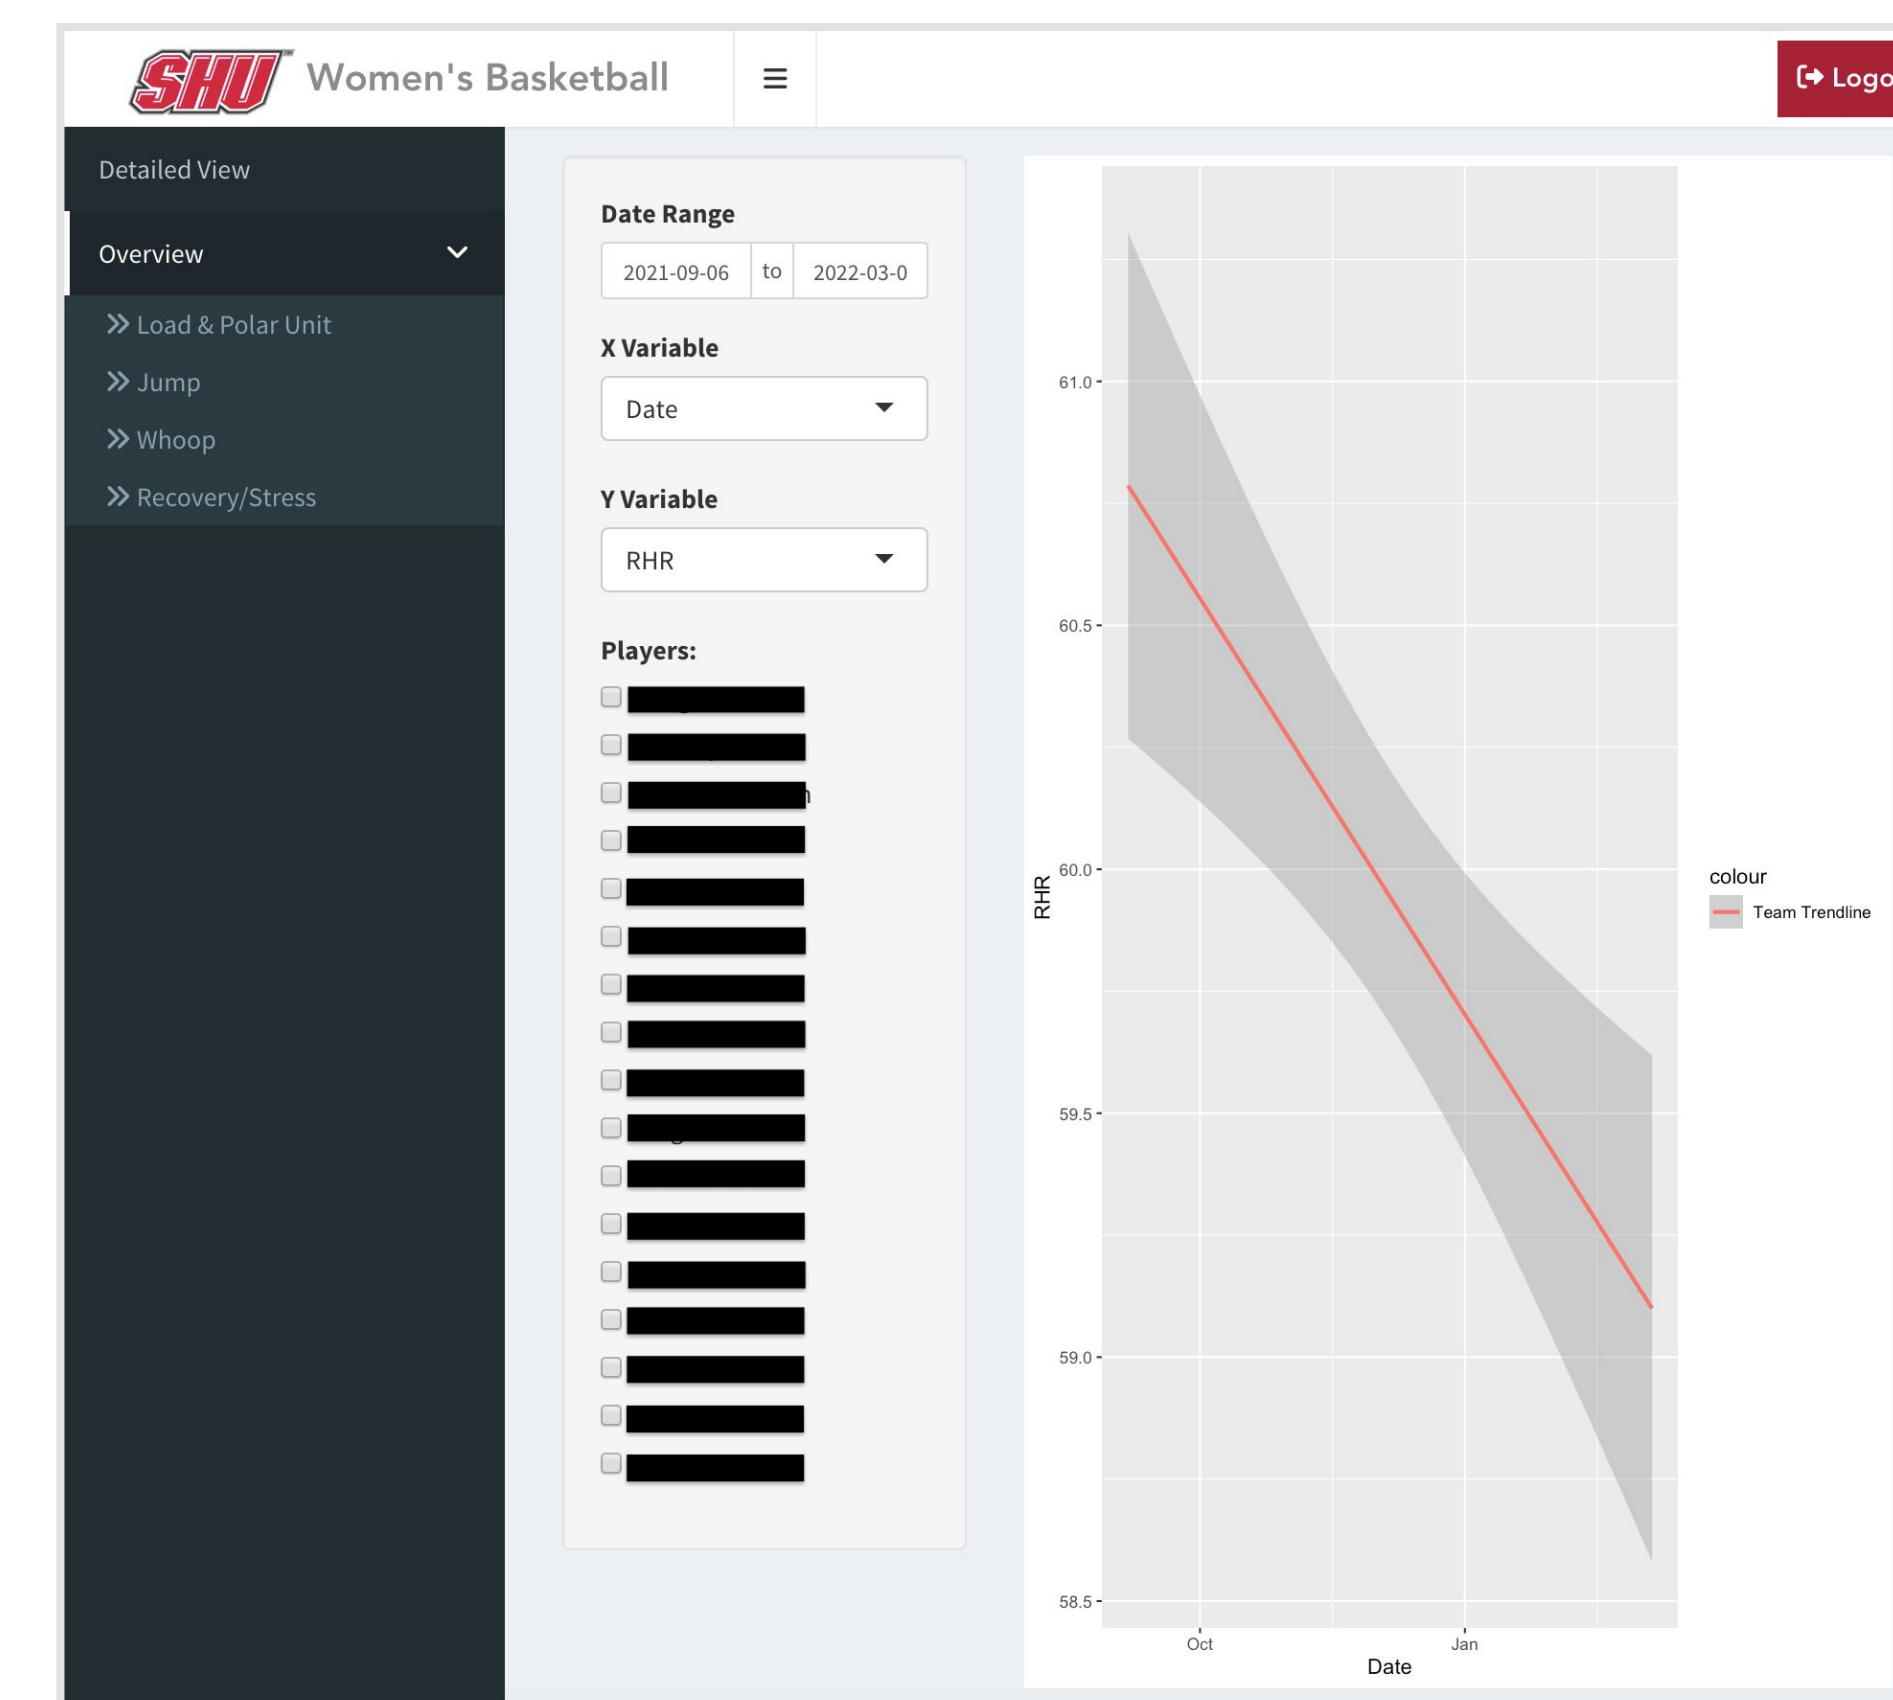 SHU™ Women's Basketball
Logo
Detailed View
Overview
Load & Polar Unit
Jump
Whoop
Recovery/Stress
Date Range
2021-09-06 to 2022-03-0
X Variable
Date
Y Variable
RHR
Players:
61.0
60.5
60.0
59.5
59.0
58.5
RHR
Oct Jan
Date
colour
Team Trendline